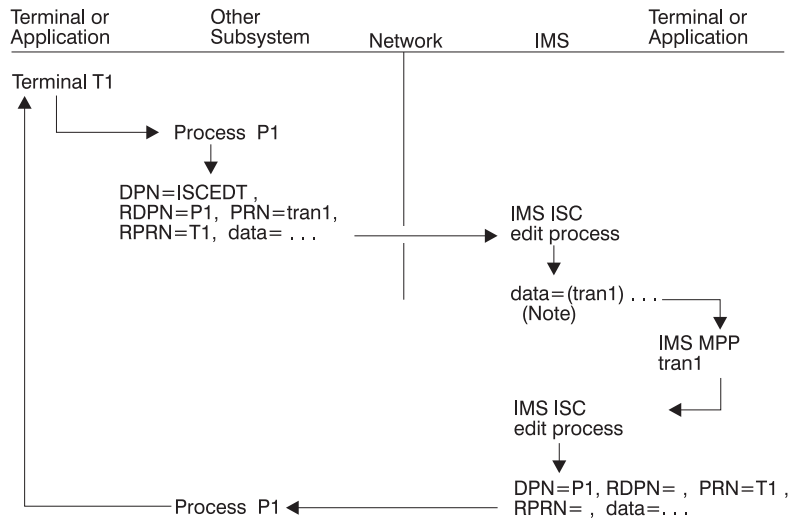 Terminal or
Application
Other
Subsystem
Network
IMS
Terminal or
Application
Terminal T1
Process P1
DPN=ISCEDT ,
RDPN=P1, PRN=tran1,
RPRN=T1, data= . . .
IMS ISC
edit process
data=(tran1) . . .
(Note)
IMS MPP
tran1
IMS ISC
edit process
DPN=P1, RDPN= , PRN=T1 ,
RPRN= , data=. . .
Process P1